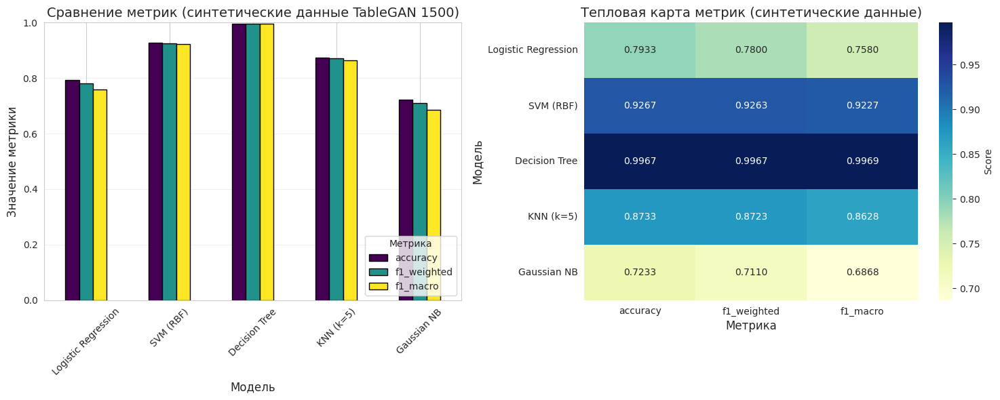 Сравнение метрик (синтетические данные TableGAN 1500)
Значение метрики
1.0
0.8
0.6
0.4
0.2
0.0
Метрика
accuracy
f1_weighted
f1_macro
Logistic Regression
SVM (RBF)
Decision Tree
KNN (k=5)
Gaussian NB
Модель
Тепловая карта метрик (синтетические данные)
Модель
Logistic Regression 0.7933 0.7800 0.7580
SVM (RBF) 0.9267 0.9263 0.9227
Decision Tree 0.9967 0.9967 0.9969
KNN (k=5) 0.8733 0.8723 0.8628
Gaussian NB 0.7233 0.7110 0.6868
accuracy f1_weighted f1_macro
Метрика
0.95
0.90
0.85
0.80
0.75
0.70
Score